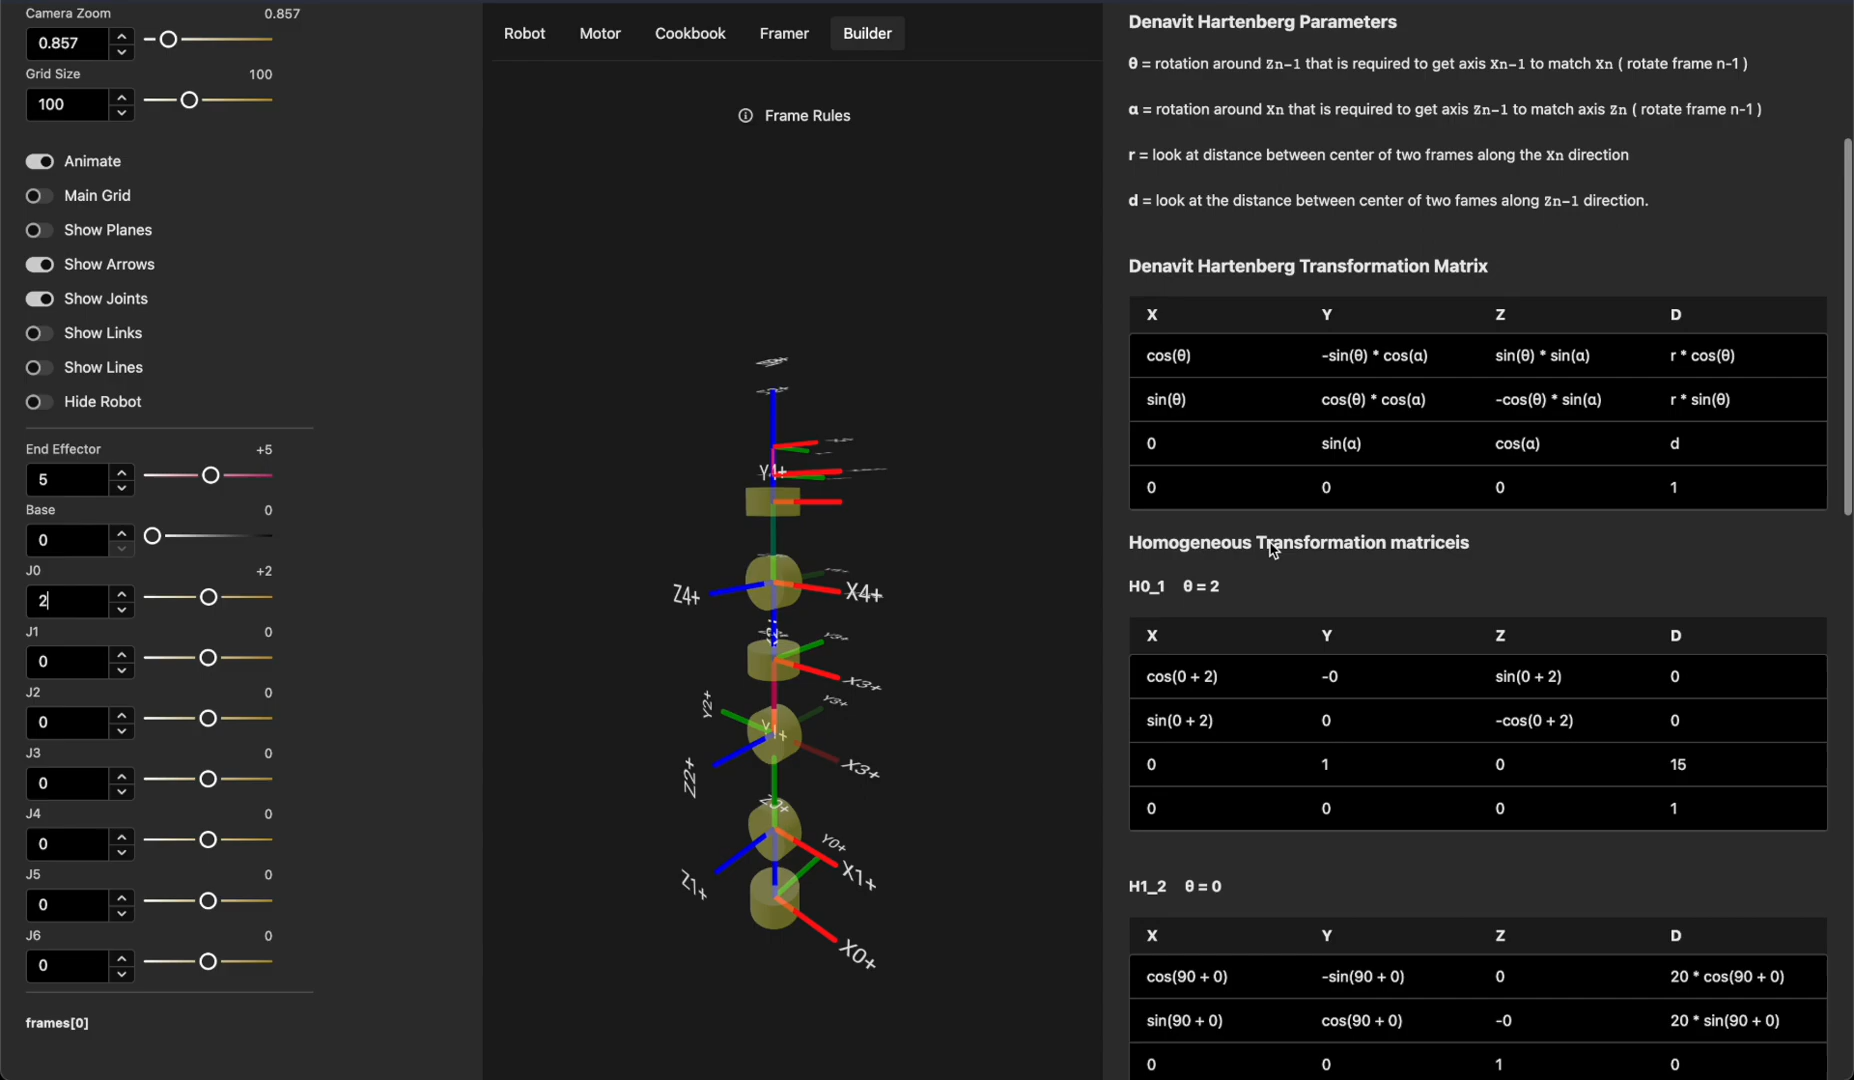 Camera Zoom 0.857
0.857
Grid Size 100
100
Animate
Main Grid
Show Planes
Show Arrows
Show Joints
Show Links
Show Lines
Hide Robot
End Effector +5
5
Base 0
0
J0 +2
2
J1 0
0
J2 0
0
J3 0
0
J4 0
0
J5 0
0
J6 0
0
frames[0]
Robot Motor Cookbook Framer Builder
Frame Rules
Y4+
Z4+ X4+
Y3+
X3+
Y2+ Y3+
Z2+ X3+
Z0+
Y0+
Z1+ X1+
X0+
Denavit Hartenberg Parameters
θ = rotation around Zn-1 that is required to get axis Xn-1 to match Xn ( rotate frame n-1 )
α = rotation around Xn that is required to get axis Zn-1 to match axis Zn ( rotate frame n-1 )
r = look at distance between center of two frames along the Xn direction
d = look at the distance between center of two fames along Zn-1 direction.
Denavit Hartenberg Transformation Matrix
X Y Z D
cos(θ) -sin(θ) * cos(α) sin(θ) * sin(α) r * cos(θ)
sin(θ) cos(θ) * cos(α) -cos(θ) * sin(α) r * sin(θ)
0 sin(α) cos(α) d
0 0 0 1
Homogeneous Transformation matriceis
H0_1 θ = 2
X Y Z D
cos(0 + 2) -0 sin(0 + 2) 0
sin(0 + 2) 0 -cos(0 + 2) 0
0 1 0 15
0 0 0 1
H1_2 θ = 0
X Y Z D
cos(90 + 0) -sin(90 + 0) 0 20 * cos(90 + 0)
sin(90 + 0) cos(90 + 0) -0 20 * sin(90 + 0)
0 0 1 0